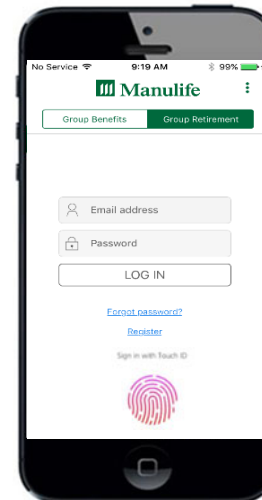 No Service 9:19 AM 99%
Manulife
Group Benefits Group Retirement
Email address
Password
LOG IN
Forgot password?
Register
Sign in with Touch ID